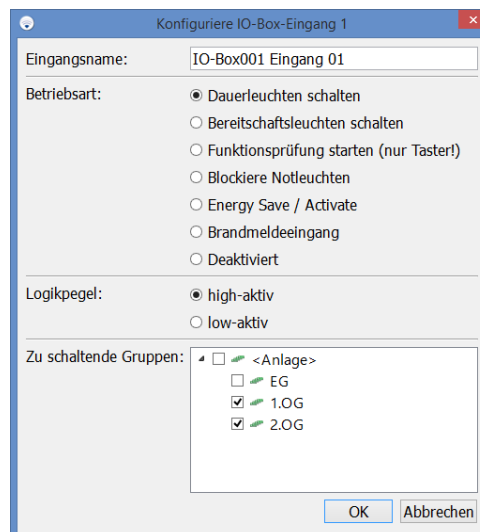 Konfiguriere IO-Box-Eingang 1
Eingangsname: IO-Box001 Eingang 01
Betriebsart: Dauerleuchten schalten
Bereitschaftsleuchten schalten
Funktionsprüfung starten (nur Taster!)
Blockiere Notleuchten
Energy Save / Activate
Brandmeldeeingang
Deaktiviert
Logikpegel: high-aktiv
low-aktiv
Zu schaltende Gruppen: <Anlage>
EG
1.OG
2.OG
OK Abbrechen